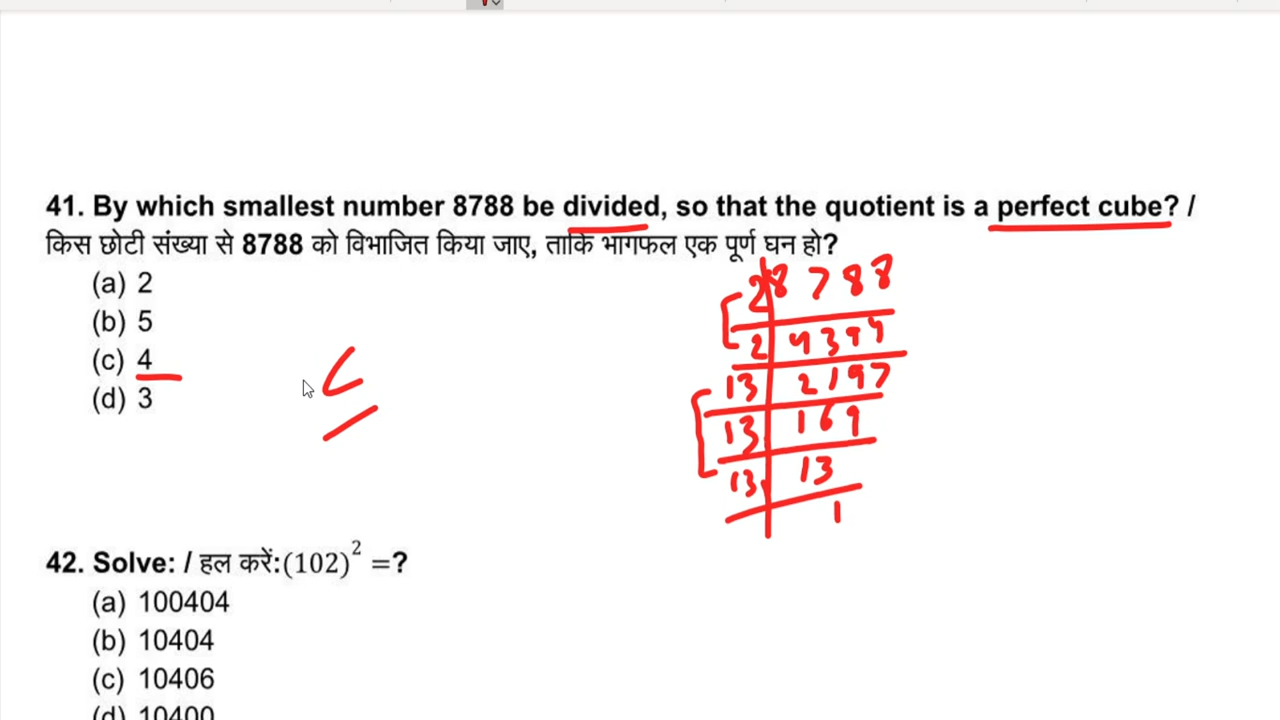 41. By which smallest number 8788 be divided, so that the quotient is a perfect cube? /
किस छोटी संख्या से 8788 को विभाजित किया जाए, ताकि भागफल एक पूर्ण घन हो?
(a) 2
(b) 5
(c) 4
(d) 3
2 8788
2 4394
13 2197
13 169
13 13
1
42. Solve: / हल करें:(102)² =?
(a) 100404
(b) 10404
(c) 10406
(d) 10400